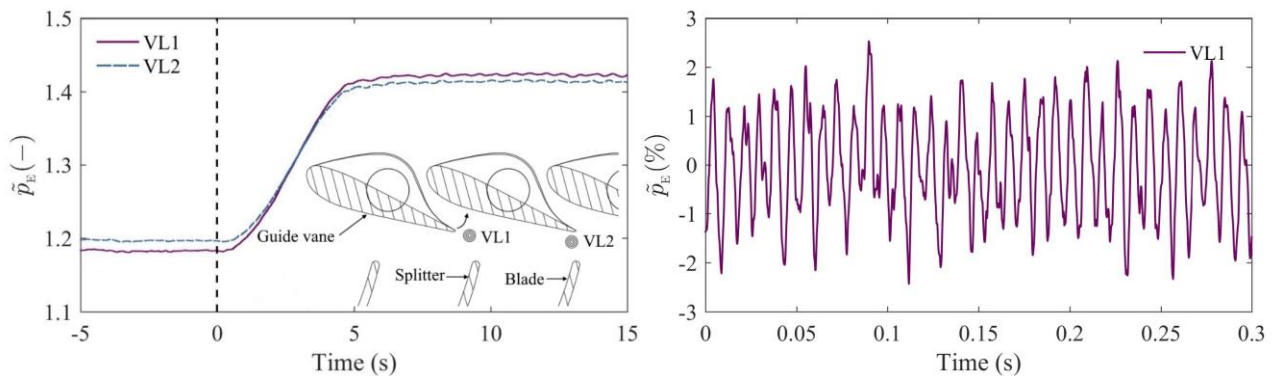 1.5
1.4
1.3
1.2
1.1
p̃E (−)
VL1
VL2
Guide vane
VL1
VL2
Splitter
Blade
-5 0 5 10 15
Time (s)
3
2
1
0
-1
-2
-3
p̃E (%)
VL1
0 0.05 0.1 0.15 0.2 0.25 0.3
Time (s)